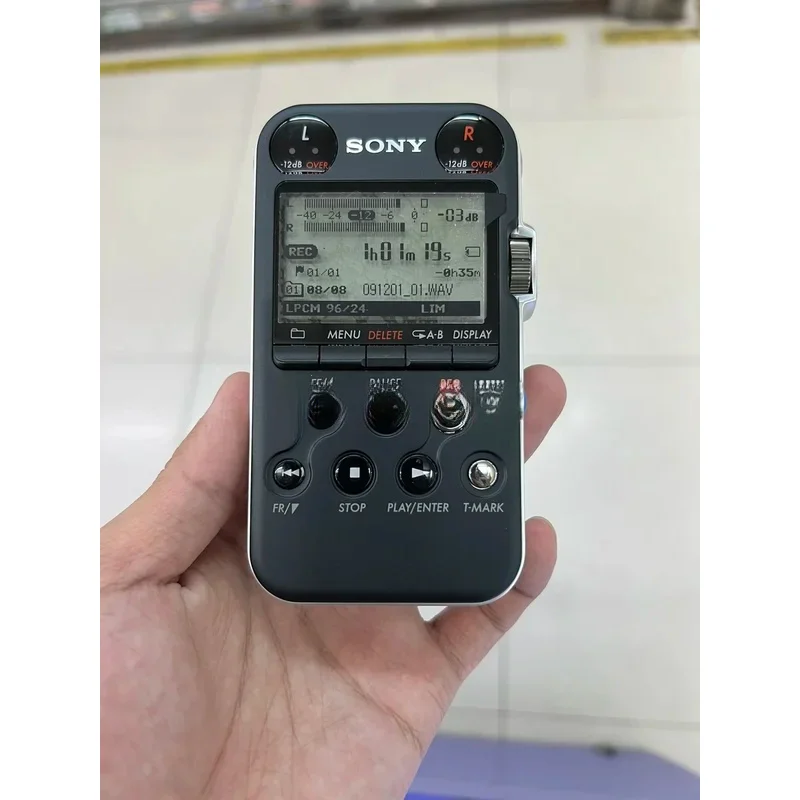 L SONY R
-12dB OVER -12dB OVER
L
-40 -24 -12 -6 0 -03dB
R
REC 1h01m19s
01/01 -0h35m
01 08/08 091201_01.WAV
LPCM 96/24 LIM
MENU DELETE A-B DISPLAY
FR/ STOP PLAY/ENTER T-MARK